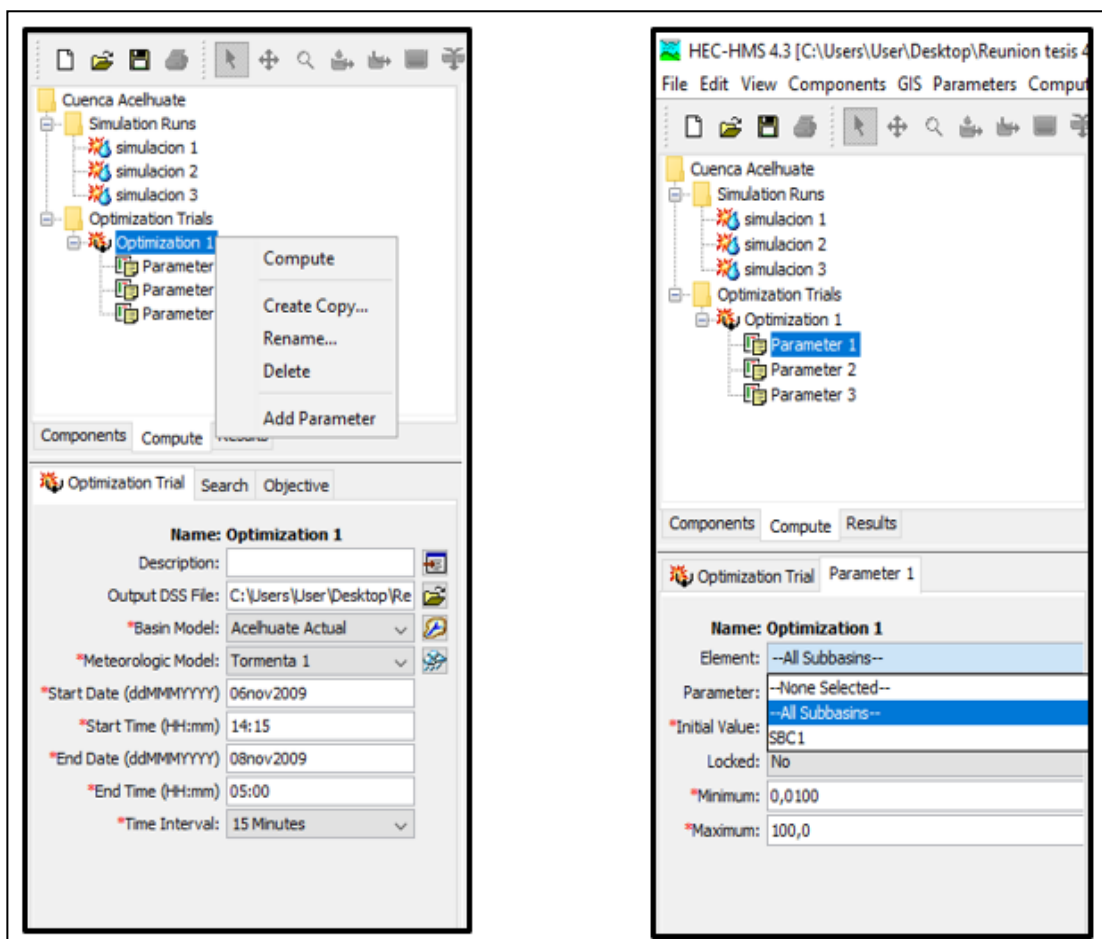 Cuenca Acelhuate
Simulation Runs
simulacion 1
simulacion 2
simulacion 3
Optimization Trials
Optimization 1
Parameter
Parameter
Parameter
Compute
Create Copy...
Rename...
Delete
Add Parameter
Components Compute
Optimization Trial Search Objective
Name: Optimization 1
Description:
Output DSS File: C:\Users\User\Desktop\Re
*Basin Model: Acelhuate Actual
*Meteorologic Model: Tormenta 1
*Start Date (ddMMMYYYY) 06nov2009
*Start Time (HH:mm) 14:15
*End Date (ddMMMYYYY) 08nov2009
*End Time (HH:mm) 05:00
*Time Interval: 15 Minutes
HEC-HMS 4.3 [C:\Users\User\Desktop\Reunion tesis 4
File Edit View Components GIS Parameters Comput
Cuenca Acelhuate
Simulation Runs
simulacion 1
simulacion 2
simulacion 3
Optimization Trials
Optimization 1
Parameter 1
Parameter 2
Parameter 3
Components Compute Results
Optimization Trial Parameter 1
Name: Optimization 1
Element: --All Subbasins--
Parameter: --None Selected--
--All Subbasins--
*Initial Value:
SBC1
Locked: No
*Minimum: 0,0100
*Maximum: 100,0